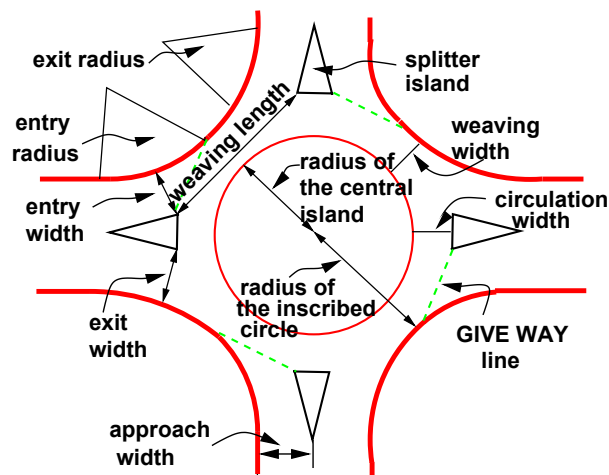 exit radius
splitter
island
entry
radius
weaving length
weaving
width
radius of
the central
island
entry
width
circulation
width
radius of
the inscribed
circle
exit
width
GIVE WAY
line
approach
width